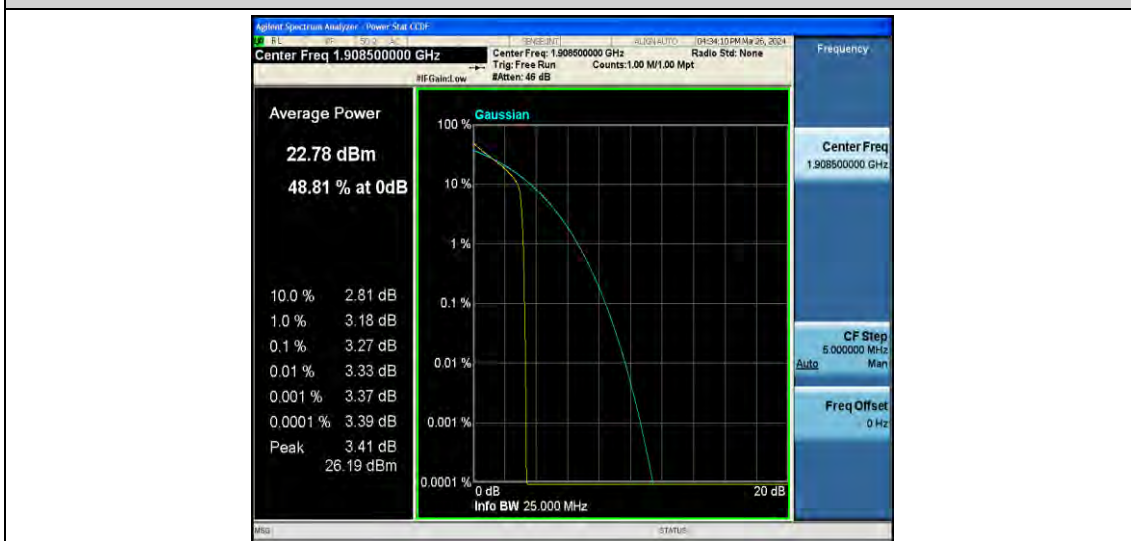 Agilent Spectrum Analyzer - Power Stat CCDF
RL RF 50 Ω AC SENSE:INT ALIGN AUTO 04:34:10 PM Mar 26, 2024
Center Freq 1.908500000 GHz
Center Freq: 1.908500000 GHz Radio Std: None
Trig: Free Run Counts:1.00 M/1.00 Mpt
#IFGain:Low #Atten: 46 dB
Frequency
Average Power
22.78 dBm
48.81 % at 0dB
10.0 % 2.81 dB
1.0 % 3.18 dB
0.1 % 3.27 dB
0.01 % 3.33 dB
0.001 % 3.37 dB
0.0001 % 3.39 dB
Peak 3.41 dB
26.19 dBm
Gaussian
100 %
10 %
1 %
0.1 %
0.01 %
0.001 %
0.0001 %
0 dB 20 dB
Info BW 25.000 MHz
Center Freq
1.908500000 GHz
CF Step
5.000000 MHz
Auto Man
Freq Offset
0 Hz
MSG STATUS